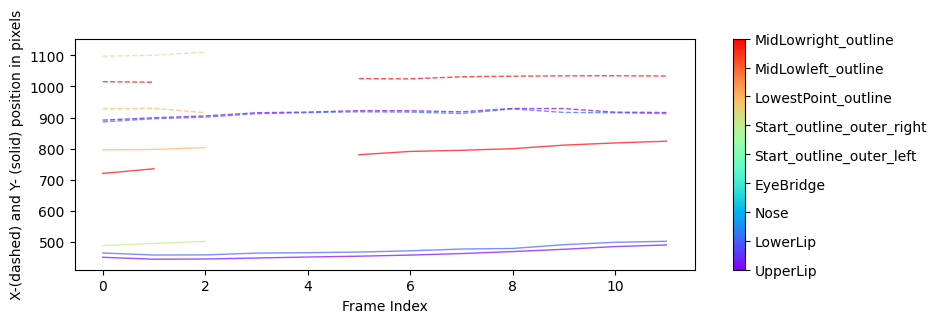 X-(dashed) and Y- (solid) position in pixels
1100
1000
900
800
700
600
500
0
2
4
6
8
10
Frame Index
MidLowright_outline
MidLowleft_outline
LowestPoint_outline
Start_outline_outer_right
Start_outline_outer_left
EyeBridge
Nose
LowerLip
UpperLip